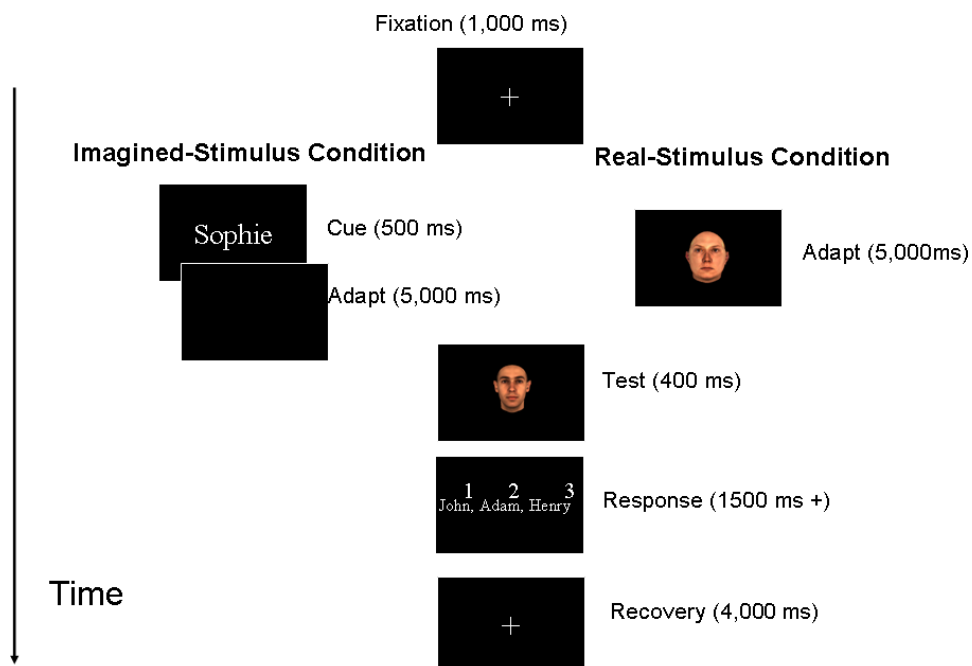 Fixation (1,000 ms)
Imagined-Stimulus Condition
Real-Stimulus Condition
Sophie
Cue (500 ms)
Adapt (5,000 ms)
Adapt (5,000ms)
Test (400 ms)
1 2 3
John, Adam, Henry
Response (1500 ms +)
Time
Recovery (4,000 ms)